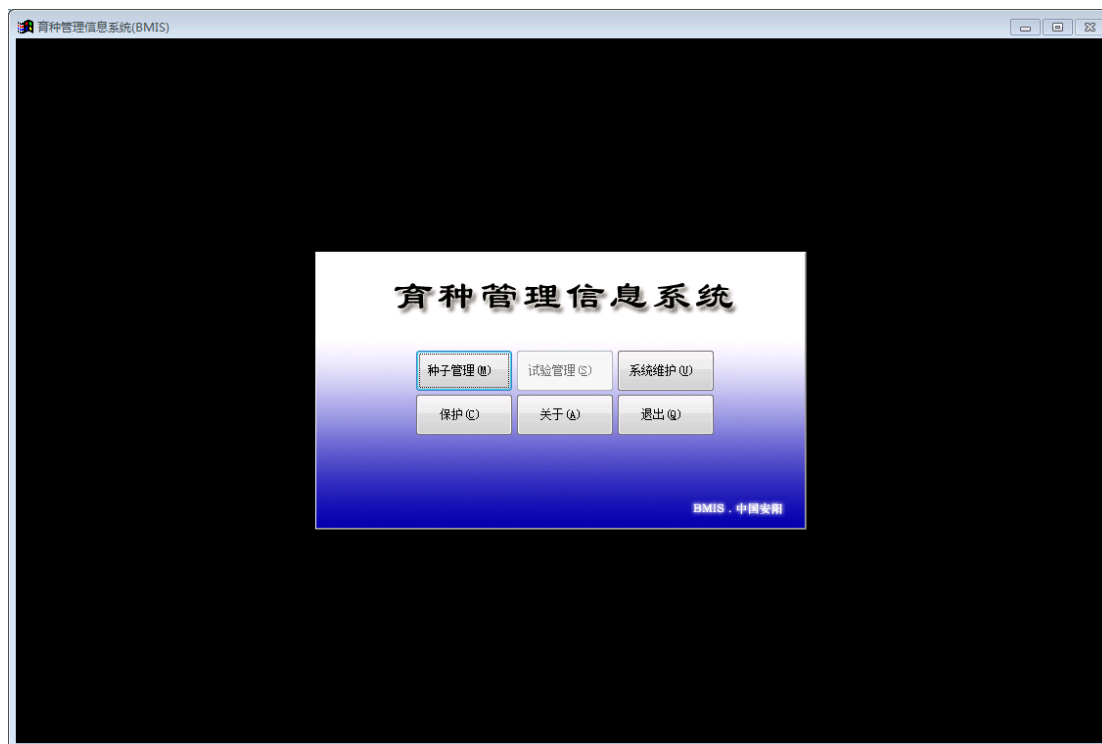 育种管理信息系统(BMIS)
育种管理信息系统
种子管理(M) 试验管理(S) 系统维护(U)
保护(C) 关于(A) 退出(Q)
BMIS . 中国安阳